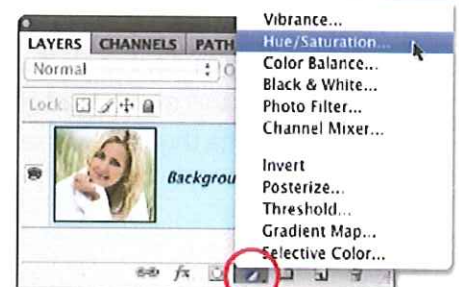 Vibrance...
LAYERS CHANNELS PATH
Hue/Saturation...
Normal
Color Balance...
Black & White...
Lock:
Photo Filter...
Channel Mixer...
Backgrou
Invert
Posterize...
Threshold...
Gradient Map...
Selective Color...
fx